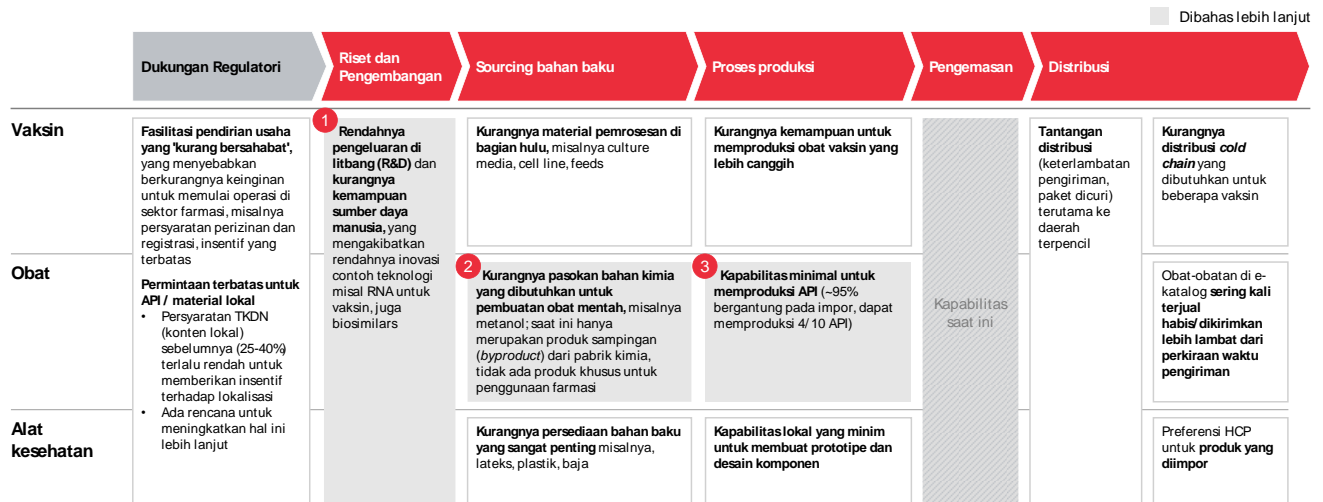 Dibahas lebih lanjut
Dukungan Regulatori
Riset dan
Pengembangan
Sourcing bahan baku
Proses produksi
Pengemasan
Distribusi
Vaksin
Fasilitasi pendirian usaha
yang 'kurang bersahabat',
yang menyebabkan
berkurangnya keinginan
untuk memulai operasi di
sektor farmasi, misalnya
persyaratan perizinan dan
registrasi, insentif yang
terbatas
Permintaan terbatas untuk
API / material lokal
• Persyaratan TKDN
(konten lokal)
sebelumnya (25-40%)
terlalu rendah untuk
memberikan insentif
terhadap lokalisasi
• Ada rencana untuk
meningkatkan hal ini
lebih lanjut
1
Rendahnya
pengeluaran di
litbang (R&D) dan
kurangnya
kemampuan
sumber daya
manusia, yang
mengakibatkan
rendahnya inovasi
contoh teknologi
misal RNA untuk
vaksin, juga
biosimilars
Kurangnya material pemrosesan di
bagian hulu, misalnya culture
media, cell line, feeds
Kurangnya kemampuan untuk
memproduksi obat vaksin yang
lebih canggih
Kapabilitas
saat ini
Tantangan
distribusi
(keterlambatan
pengiriman,
paket dicuri)
terutama ke
daerah
terpencil
Kurangnya
distribusi cold
chain yang
dibutuhkan untuk
beberapa vaksin
Obat
2
Kurangnya pasokan bahan kimia
yang dibutuhkan untuk
pembuatan obat mentah, misalnya
metanol; saat ini hanya
merupakan produk sampingan
(byproduct) dari pabrik kimia,
tidak ada produk khusus untuk
penggunaan farmasi
3
Kapabilitas minimal untuk
memproduksi API (~95%
bergantung pada impor, dapat
memproduksi 4/10 API)
Obat-obatan di e-
katalog sering kali
terjual
habis/dikirimkan
lebih lambat dari
perkiraan waktu
pengiriman
Alat
kesehatan
Kurangnya persediaan bahan baku
yang sangat penting misalnya,
lateks, plastik, baja
Kapabilitas lokal yang minim
untuk membuat prototipe dan
desain komponen
Preferensi HCP
untuk produk yang
diimpor